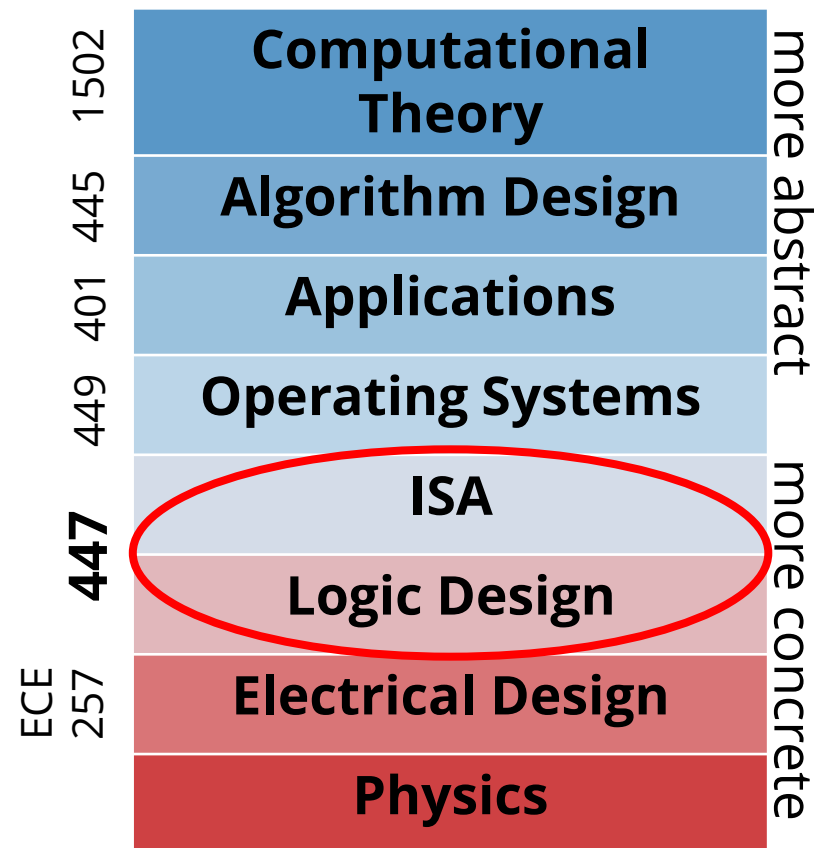 1502
Computational
Theory
445
Algorithm Design
401
Applications
449
Operating Systems
447
ISA
Logic Design
ECE
257
Electrical Design
Physics
more abstract
more concrete